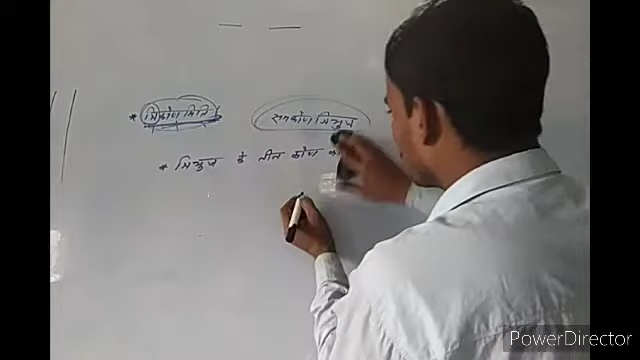 * त्रिकोणमिति समकोण त्रिभुज
* त्रिभुज के तीन कोण
PowerDirector